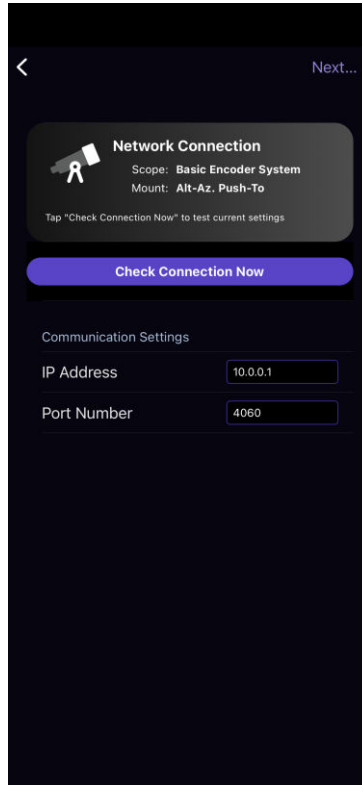 Next...
Network Connection
Scope: Basic Encoder System
Mount: Alt-Az. Push-To
Tap "Check Connection Now" to test current settings
Check Connection Now
Communication Settings
IP Address 10.0.0.1
Port Number 4060